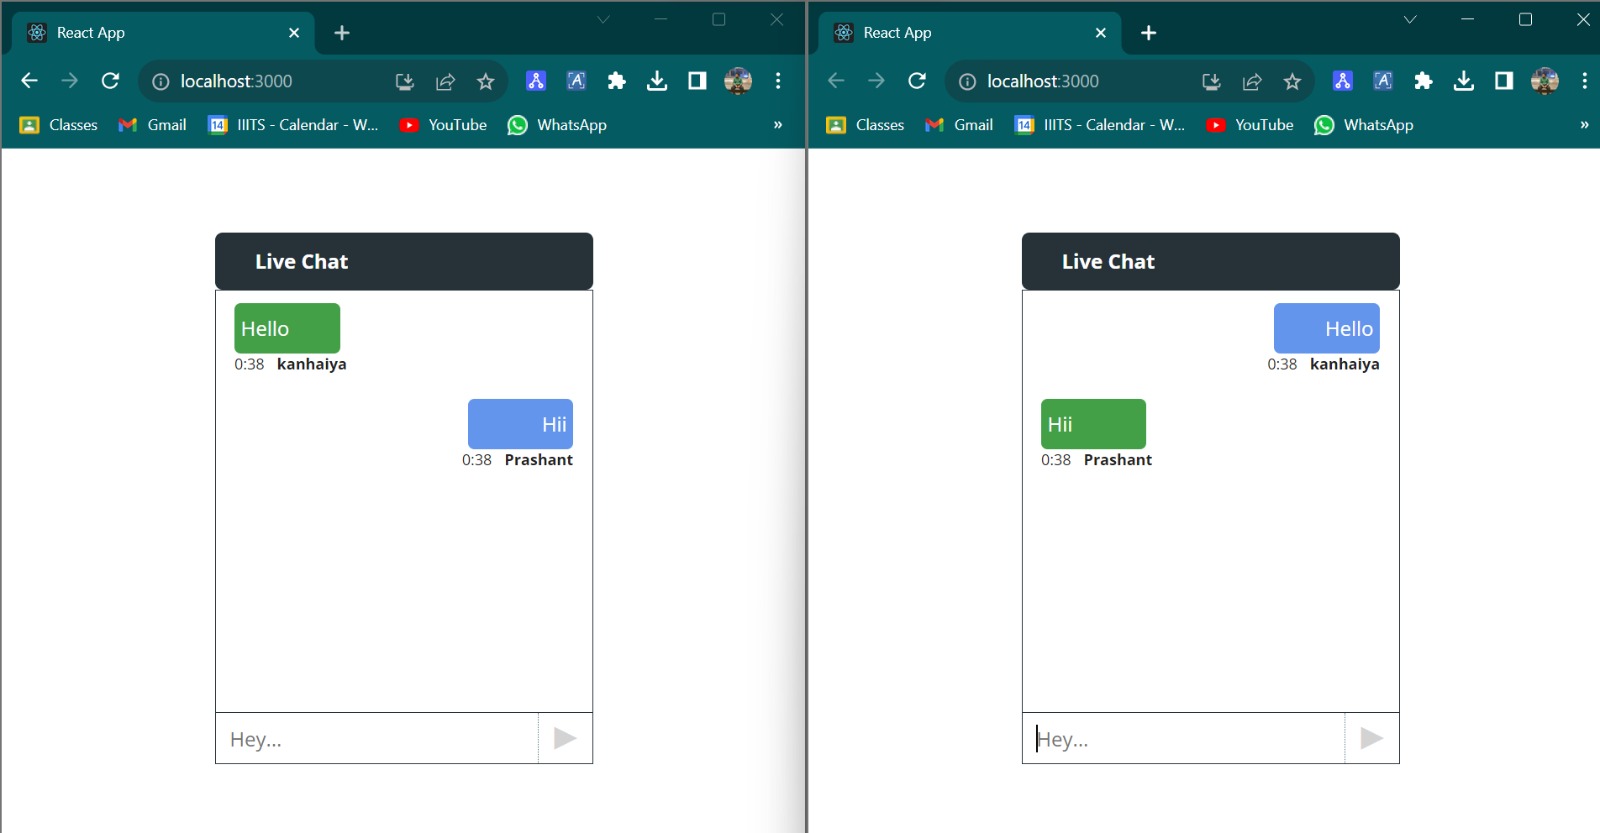 React App
localhost:3000
Classes Gmail 14 IIITS - Calendar - W... YouTube WhatsApp »
Live Chat
Hello
0:38 kanhaiya
Hii
0:38 Prashant
Hey...
React App
localhost:3000
Classes Gmail 14 IIITS - Calendar - W... YouTube WhatsApp »
Live Chat
Hello
0:38 kanhaiya
Hii
0:38 Prashant
Hey...